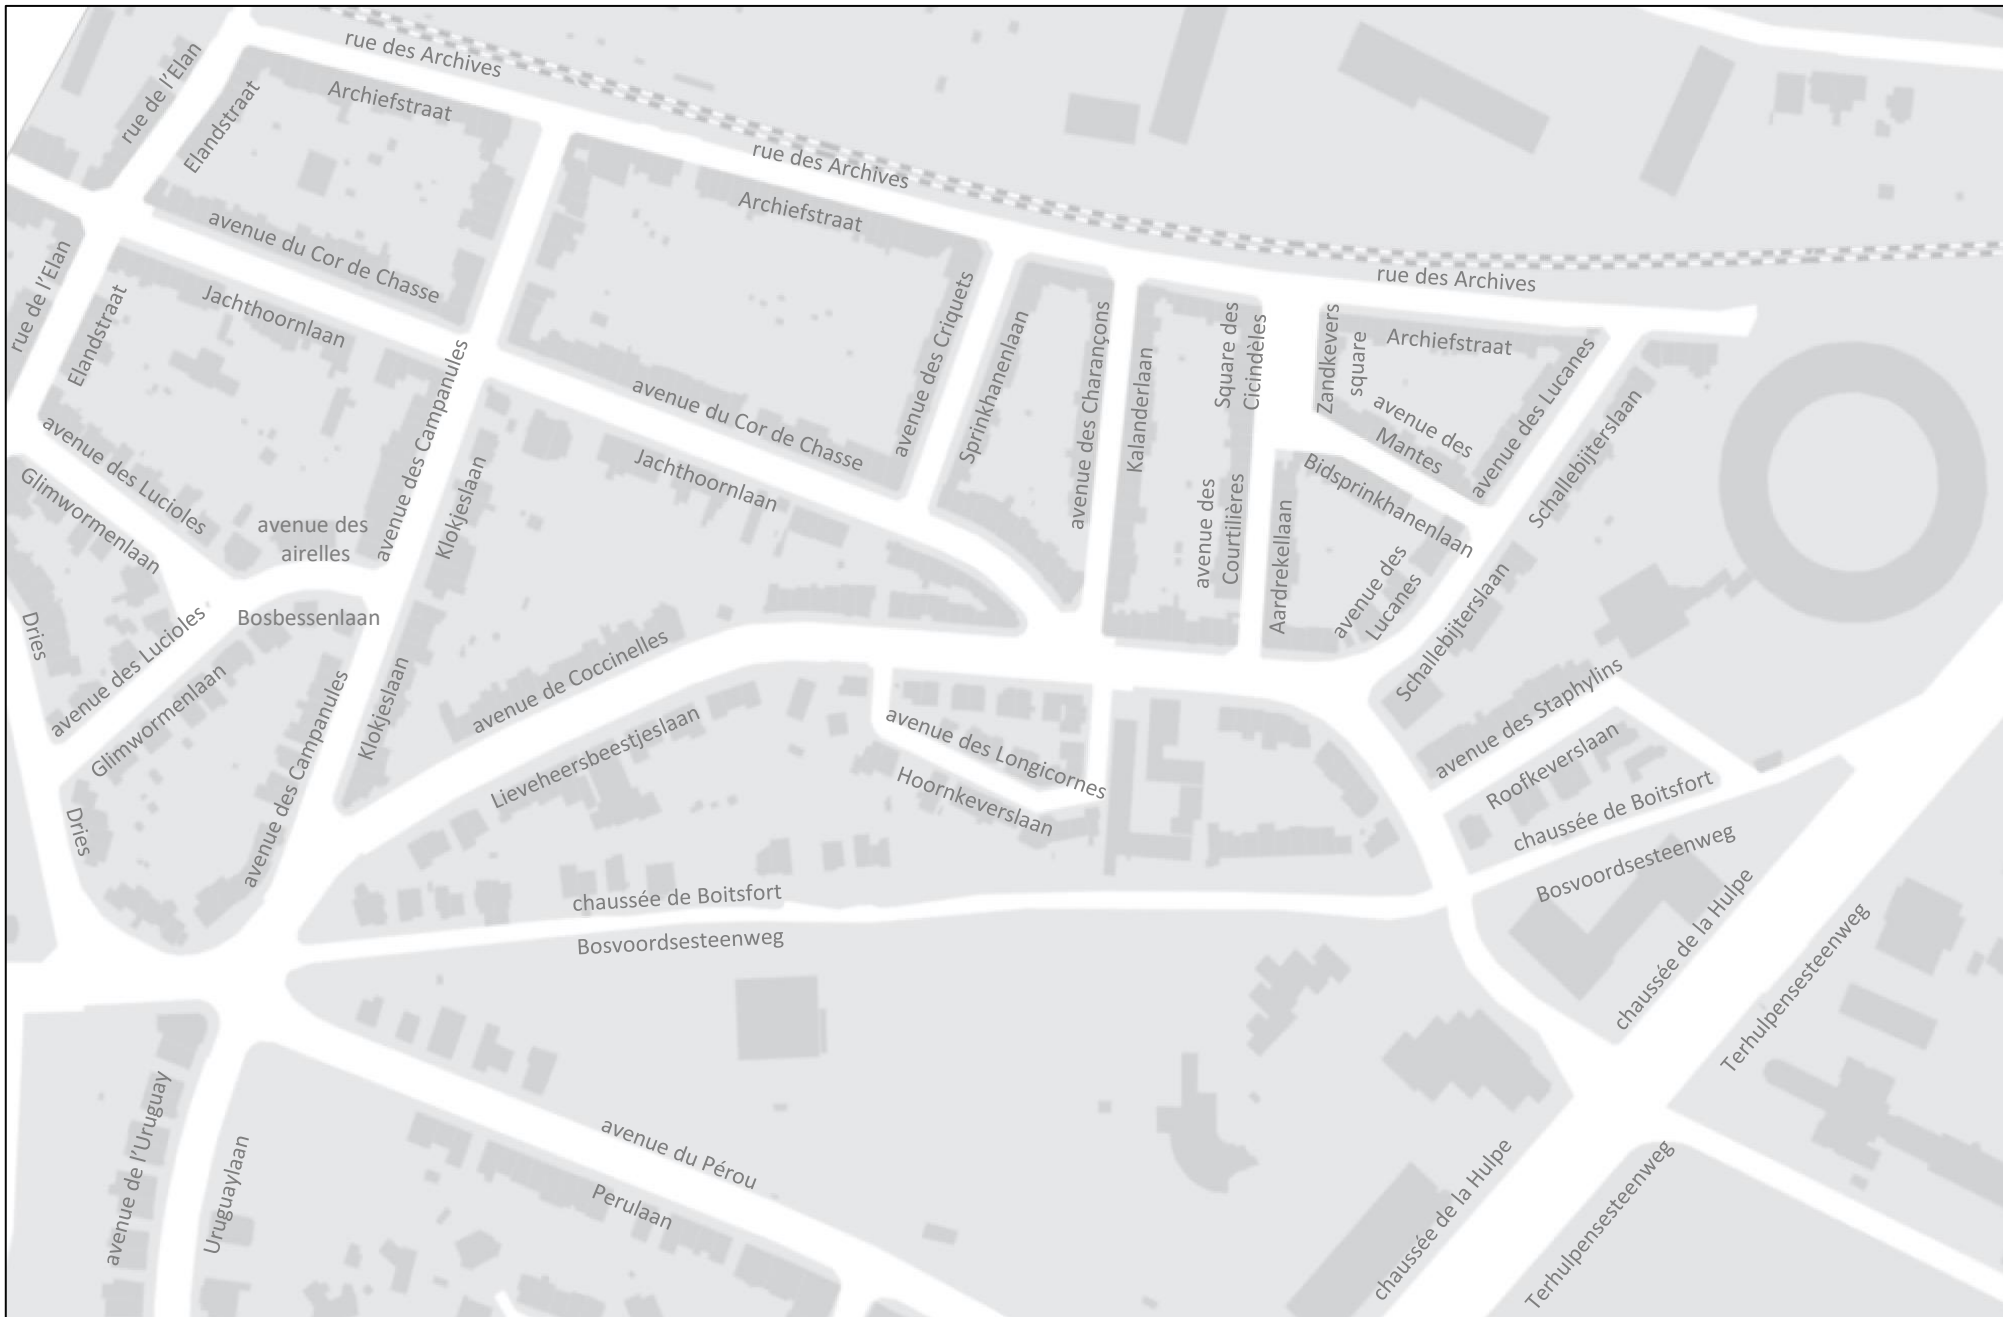 rue des Archives
rue de l'Elan
Archiefstraat
Elandstraat
rue des Archives
Archiefstraat
avenue du Cor de Chasse
Jachthoornlaan
rue de l'Elan
Elandstraat
rue des Archives
Archiefstraat
Square des
Cicindèles
Zandkevers
square
avenue des
Mantes
avenue des Lucanes
Schallebijterslaan
avenue des Criquets
Sprinkhanenlaan
avenue des Charançons
Kalanderlaan
avenue des Campanules
Klokjeslaan
avenue du Cor de Chasse
Jachthoornlaan
avenue des Lucioles
Glimwormenlaan
avenue des
airelles
Bosbessenlaan
avenue des
Courtilières
Aardrekellaan
Bidsprinkhanenlaan
avenue des
Lucanes
Schallebijterslaan
Dries
avenue des Lucioles
Glimwormenlaan
avenue des Campanules
Klokjeslaan
avenue de Coccinelles
Lieveheersbeestjeslaan
avenue des Longicornes
Hoornkeverslaan
avenue des Staphylins
Roofkeverslaan
chaussée de Boitsfort
Bosvoordsesteenweg
Dries
chaussée de Boitsfort
Bosvoordsesteenweg
chaussée de la Hulpe
Terhulpensesteenweg
avenue de l'Uruguay
Uruguaylaan
avenue du Pérou
Perulaan
chaussée de la Hulpe
Terhulpensesteenweg